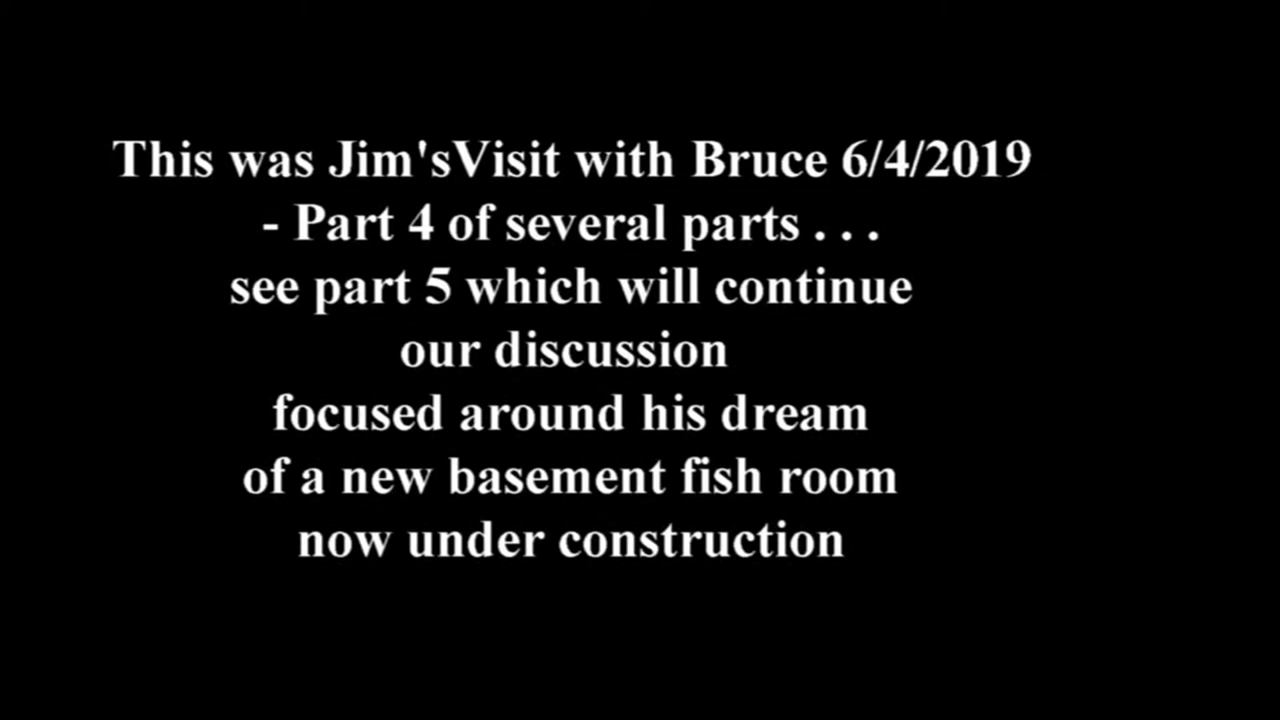 This was Jim'sVisit with Bruce 6/4/2019
- Part 4 of several parts . . .
see part 5 which will continue
our discussion
focused around his dream
of a new basement fish room
now under construction